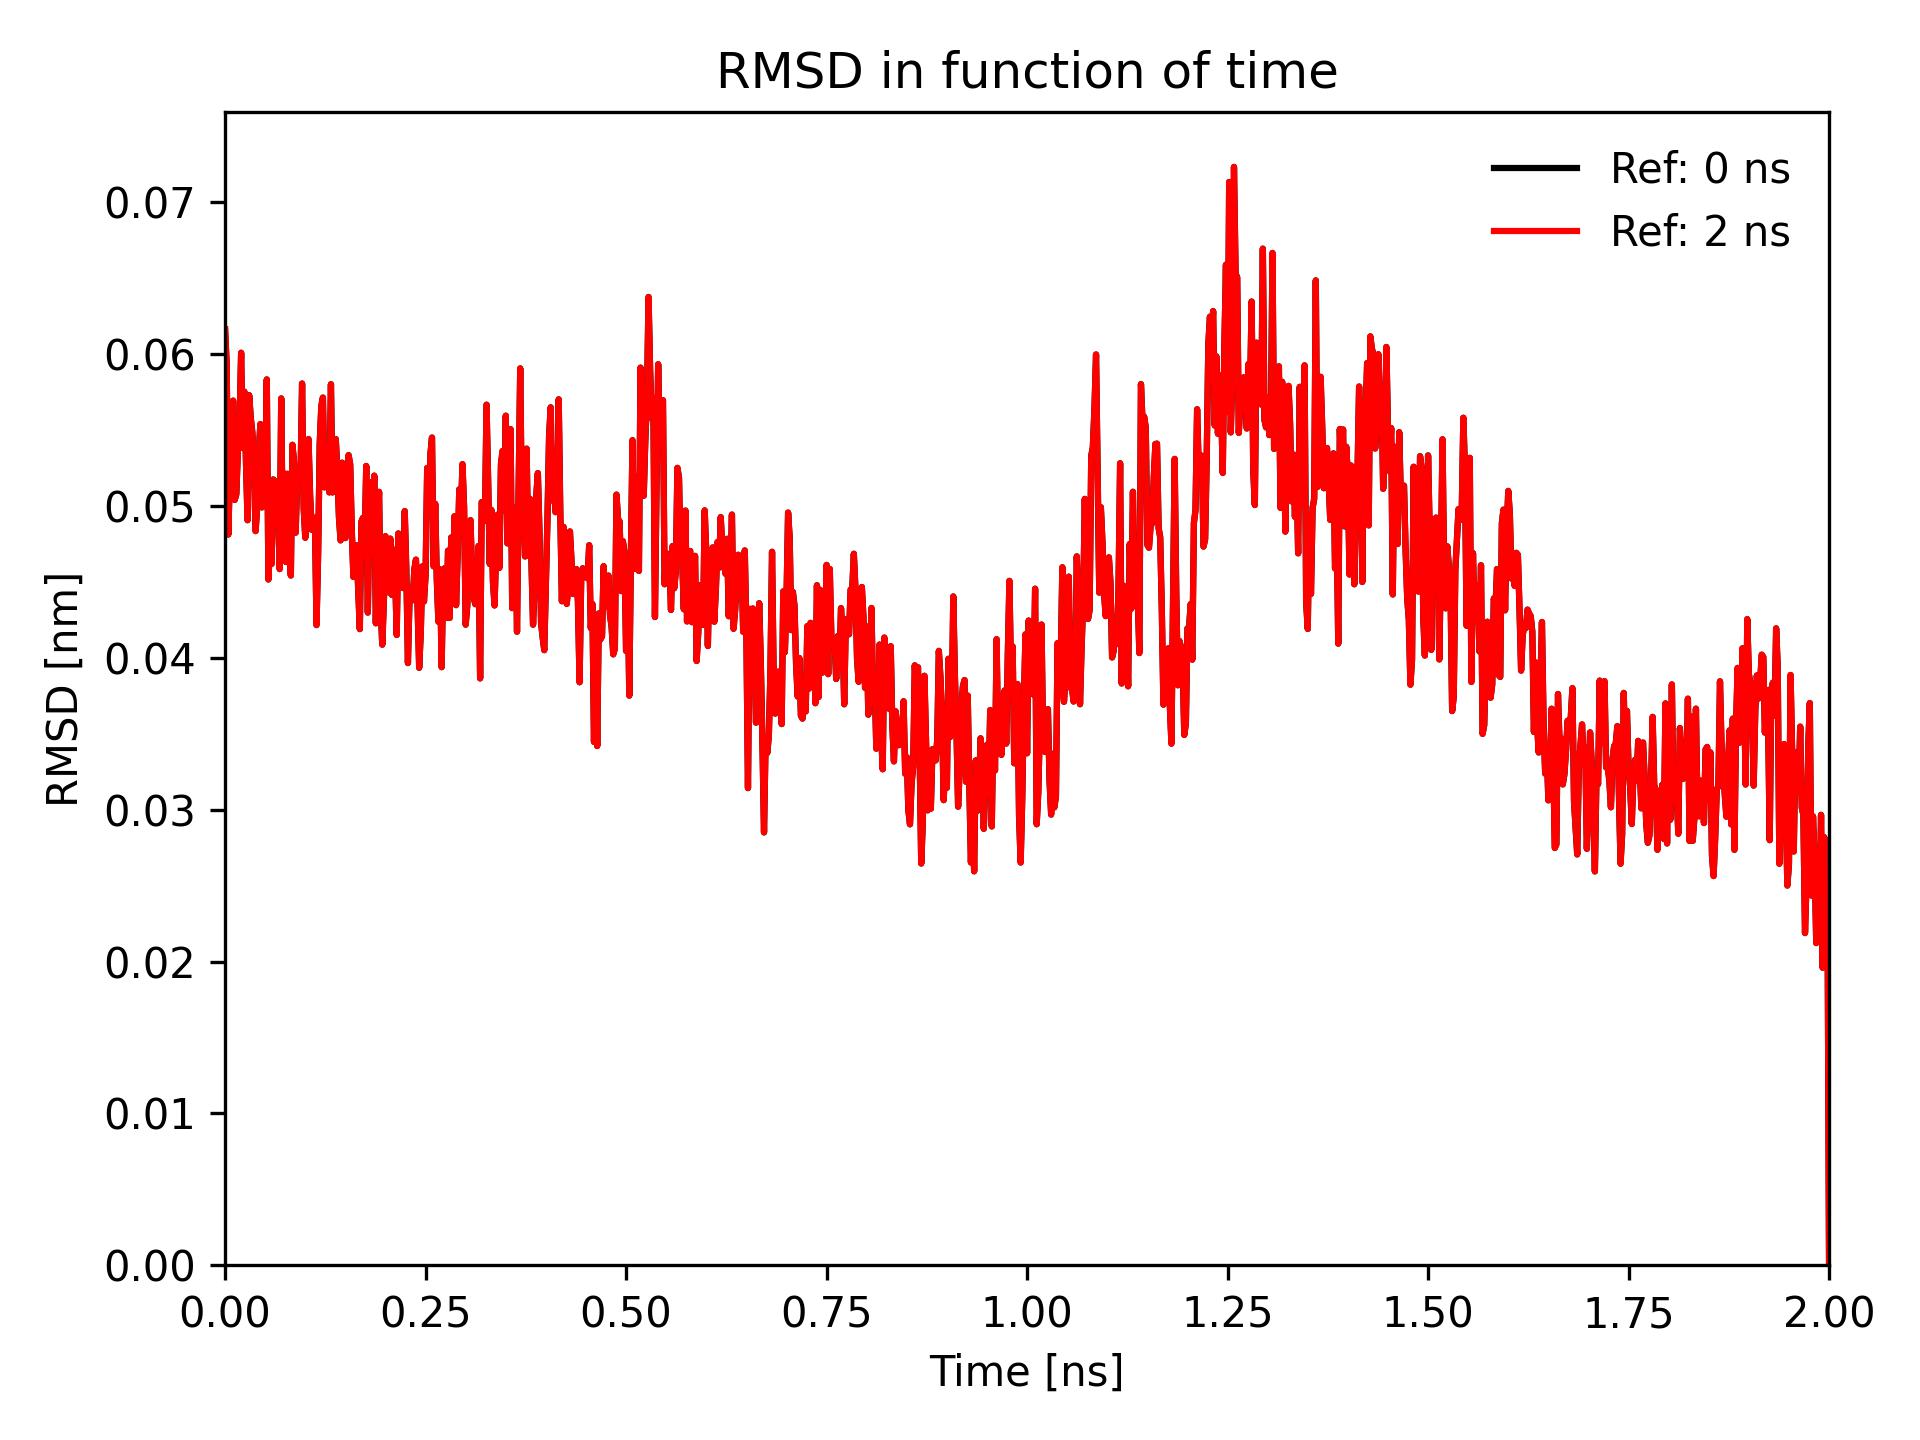 RMSD in function of time
Ref: 0 ns
Ref: 2 ns
RMSD [nm]
0.07
0.06
0.05
0.04
0.03
0.02
0.01
0.00
0.00 0.25 0.50 0.75 1.00 1.25 1.50 1.75 2.00
Time [ns]